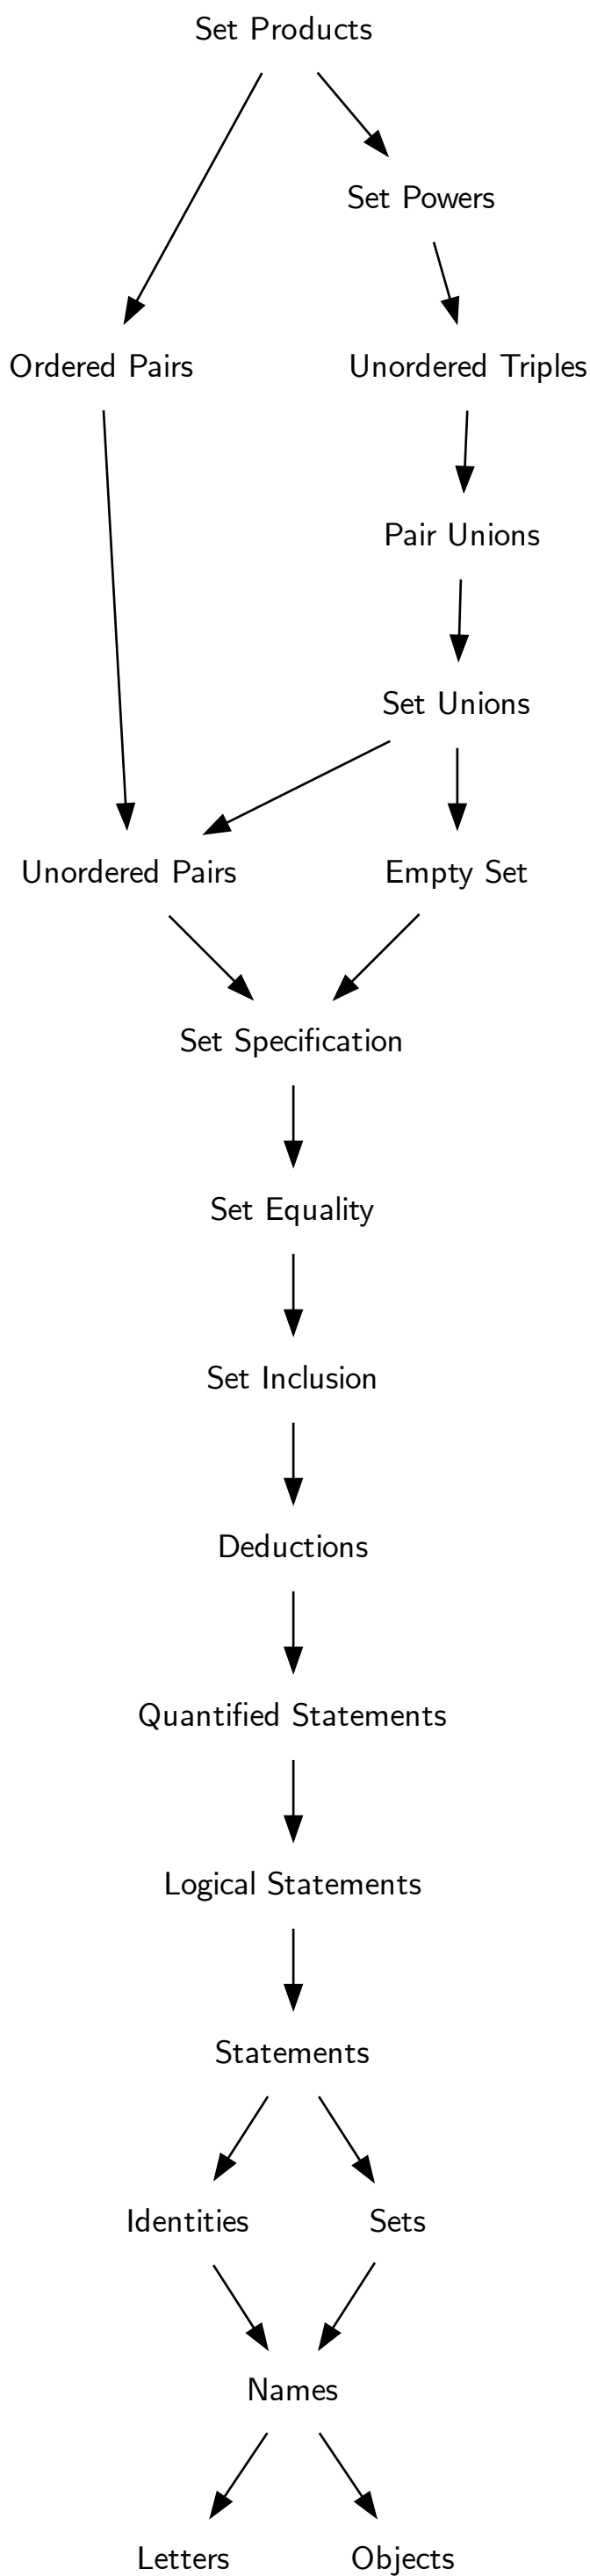 Set Products
Set Powers
Ordered Pairs
Unordered Triples
Pair Unions
Set Unions
Unordered Pairs
Empty Set
Set Specification
Set Equality
Set Inclusion
Deductions
Quantified Statements
Logical Statements
Statements
Identities
Sets
Names
Letters
Objects